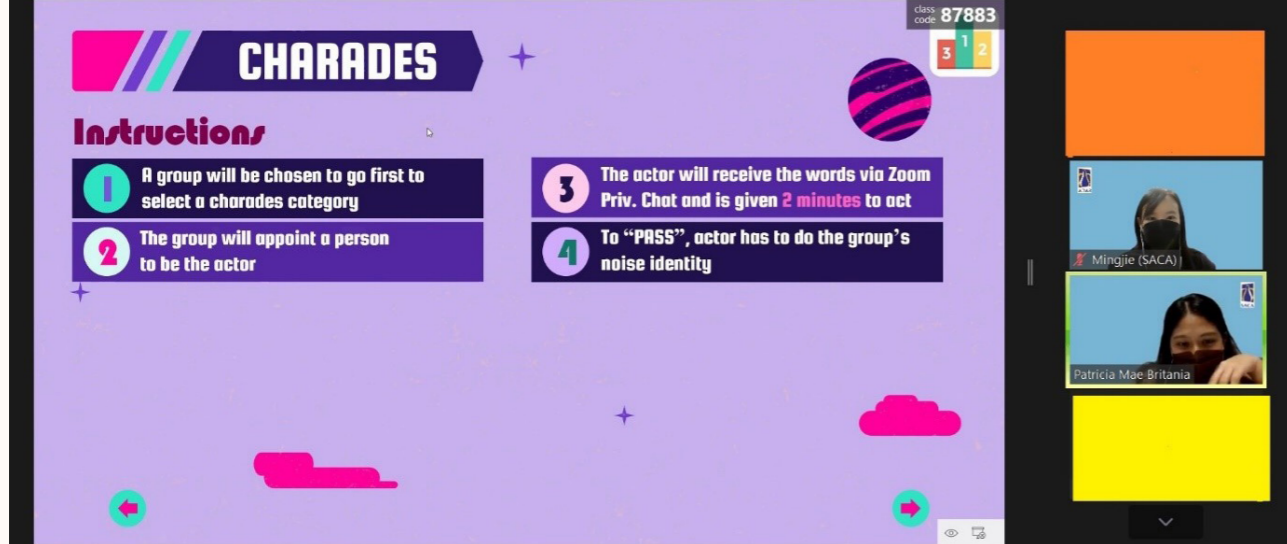 class
code 87883
3 1 2
CHARADES
Instructions
1 A group will be chosen to go first to
select a charades category
2 The group will appoint a person
to be the actor
3 The actor will receive the words via Zoom
Priv. Chat and is given 2 minutes to act
4 To “PASS”, actor has to do the group’s
noise identity
Mingjie (SACA)
Patricia Mae Britania